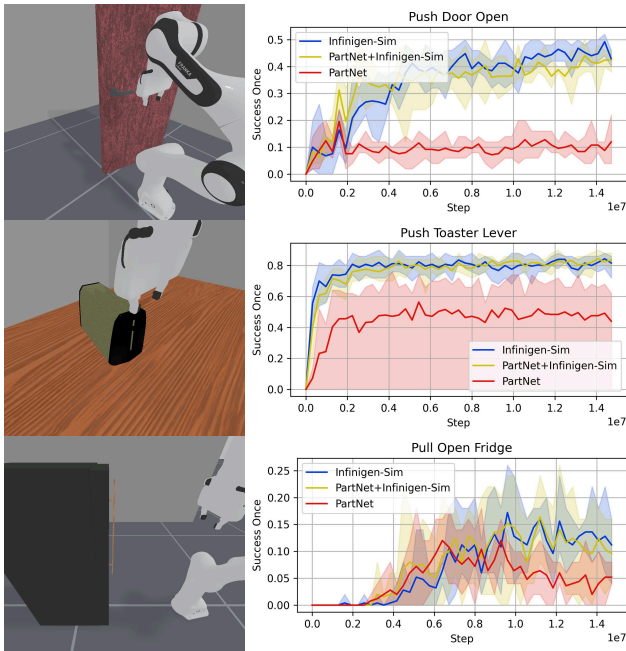 Push Door Open
Infinigen-Sim
PartNet+Infinigen-Sim
PartNet
Success Once
0.5
0.4
0.3
0.2
0.1
0.0
0.0 0.2 0.4 0.6 0.8 1.0 1.2 1.4
Step
1e7
FRANKA
Push Toaster Lever
Success Once
0.8
0.6
0.4
0.2
0.0
Infinigen-Sim
PartNet+Infinigen-Sim
PartNet
0.0 0.2 0.4 0.6 0.8 1.0 1.2 1.4
Step
1e7
Pull Open Fridge
Infinigen-Sim
PartNet+Infinigen-Sim
PartNet
Success Once
0.25
0.20
0.15
0.10
0.05
0.00
0.0 0.2 0.4 0.6 0.8 1.0 1.2 1.4
Step
1e7